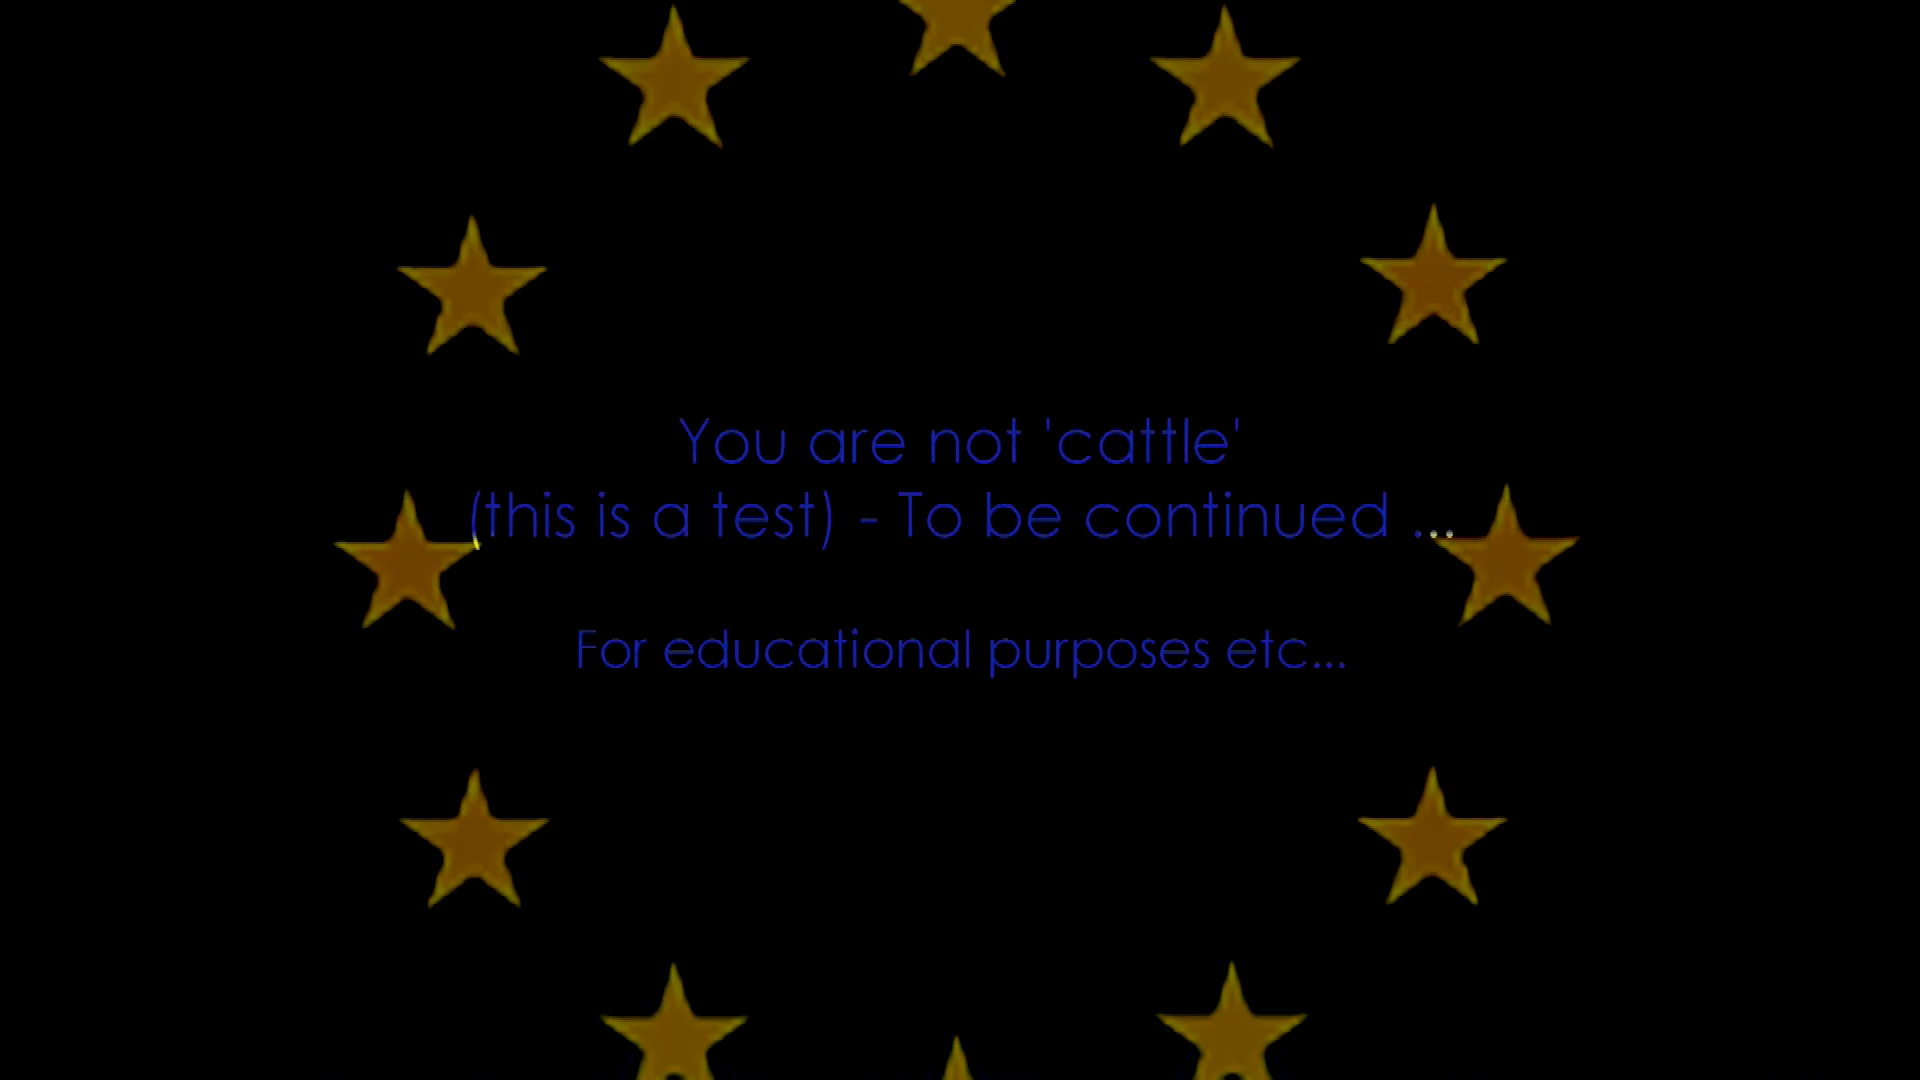 You are not 'cattle'
(this is a test) - To be continued ...
For educational purposes etc...